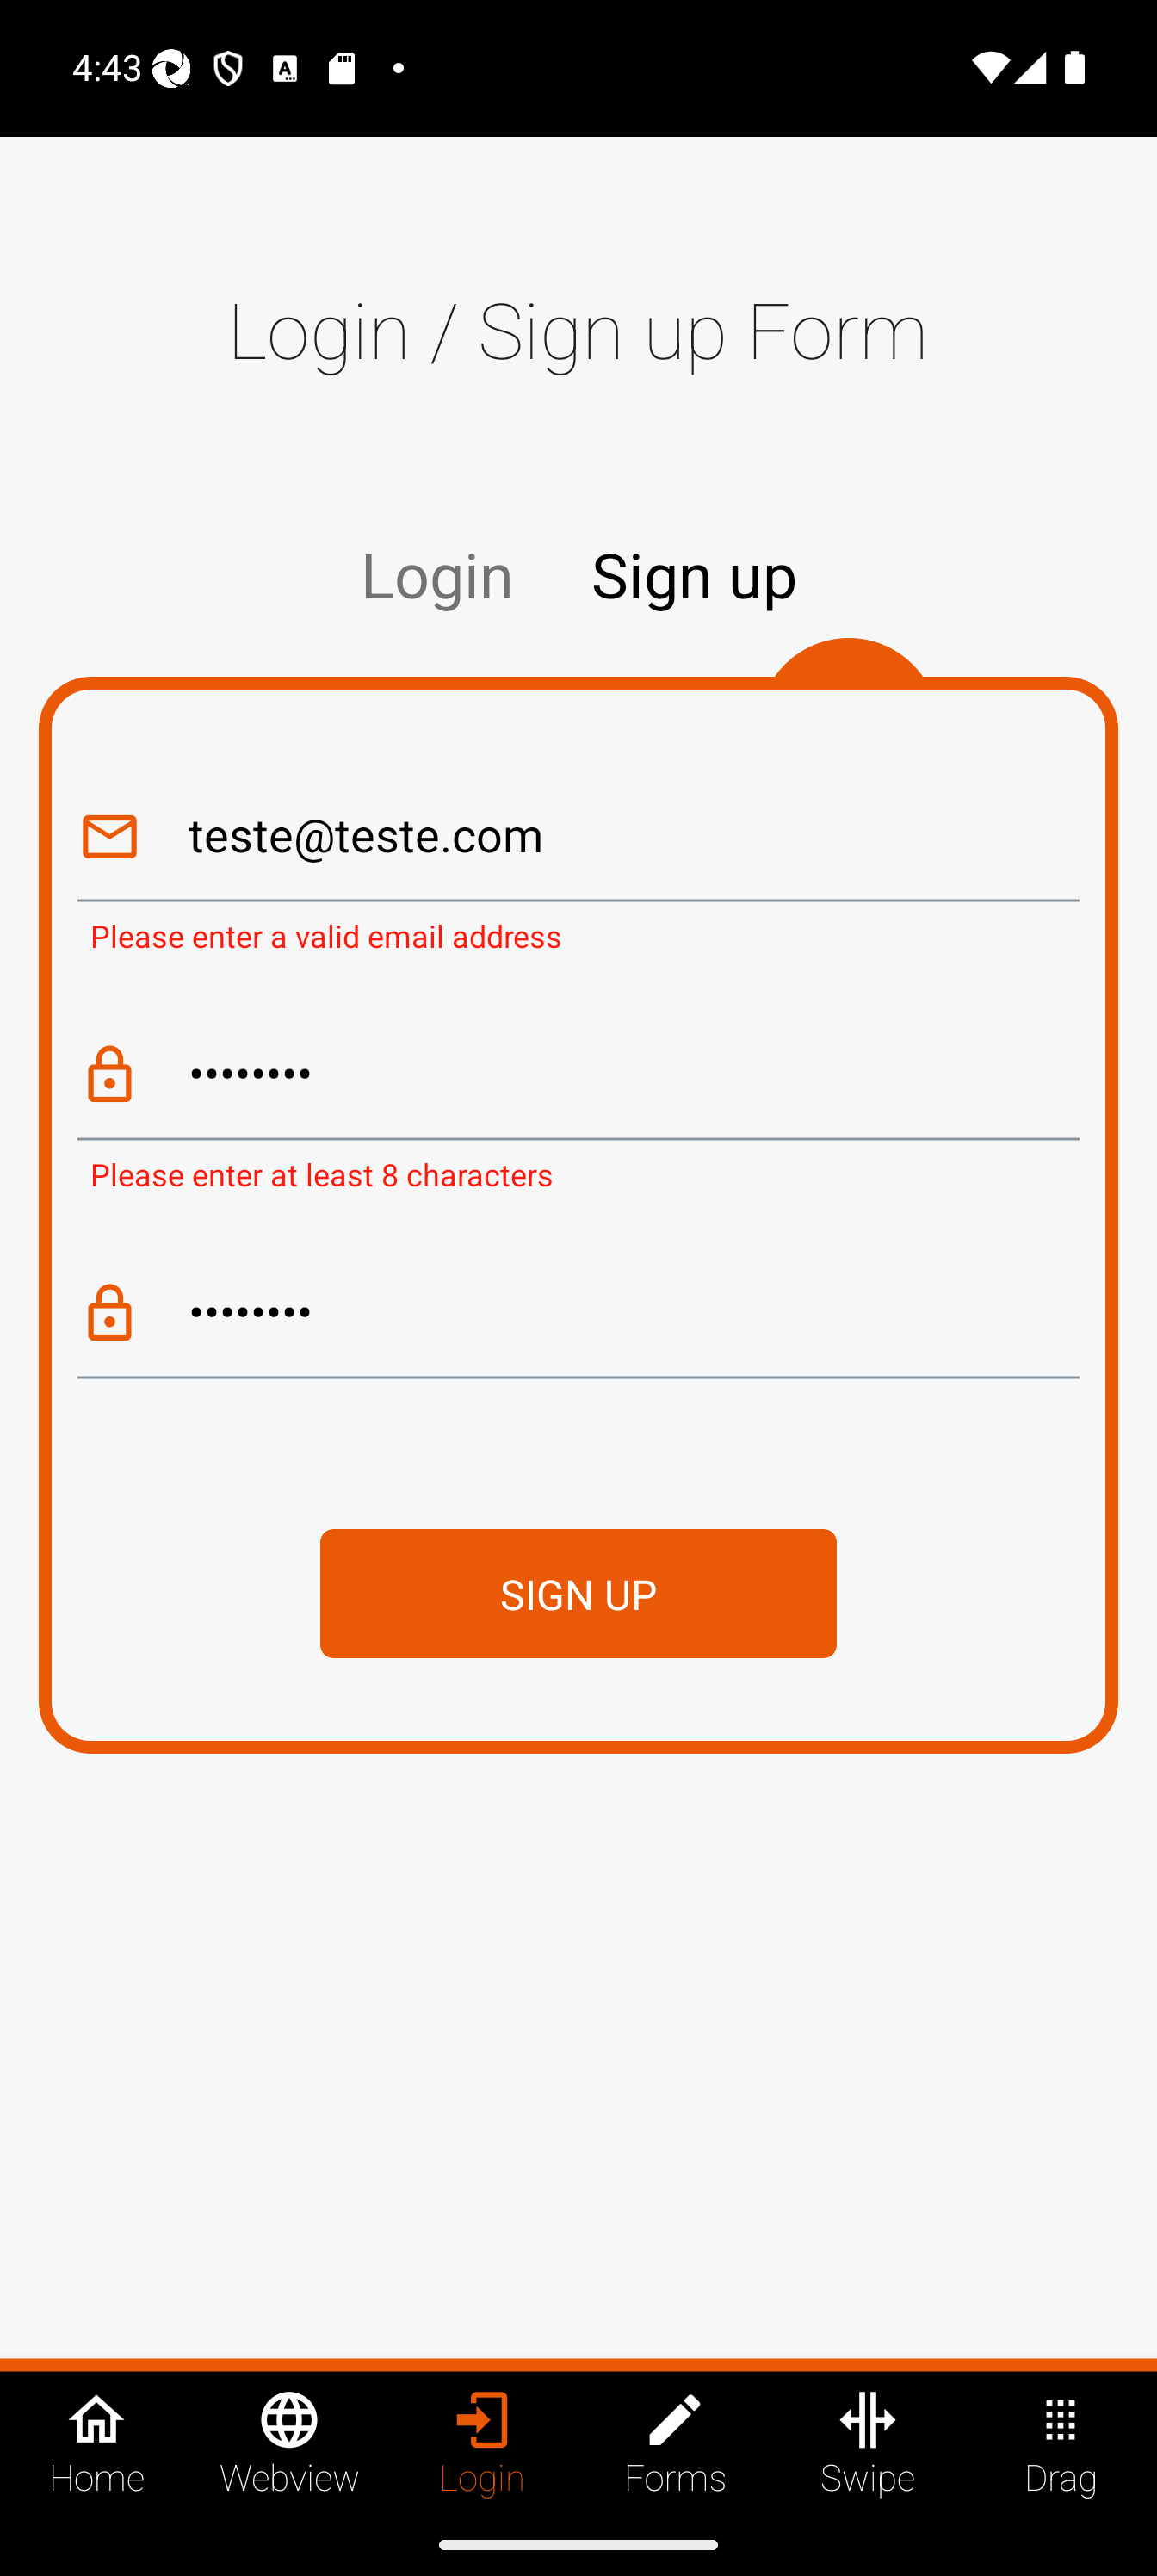 4:43
Login / Sign up Form
Login Sign up
teste@teste.com
Please enter a valid email address
••••••••
Please enter at least 8 characters
••••••••
SIGN UP
Home Webview Login Forms Swipe Drag